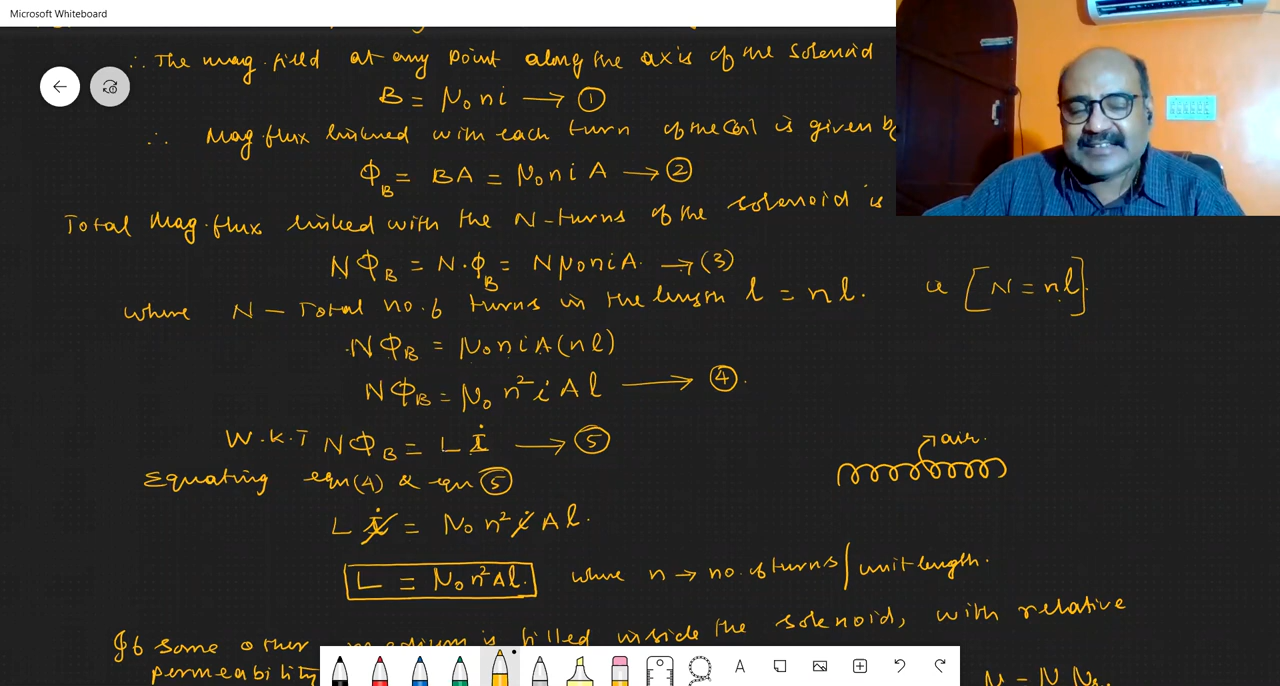 Microsoft Whiteboard
∴ The mag. field at any point along the axis of the solenoid
B = μ₀ni → ①
∴ Mag. flux linked with each turn of the coil is given
Φ_B = BA = μ₀niA → ②
Total Mag. flux linked with the N-turns of the solenoid is
NΦ_B = N.Φ_B = Nμ₀niA. → (3)
where N - Total no. of turns in the length l = nl. ie [N = nl].
NΦ_B = μ₀niA(nl)
NΦ_B = μ₀n²iAl → ④.
W.K.T NΦ_B = Li → ⑤
air.
Equating eqn(4) & eqn ⑤
Li = μ₀n²iAl.
L = μ₀n²Al. where n → no. of turns/unit length.
If some other medium is filled inside the solenoid, with relative
permeability μ = μ₀μᵣ
A